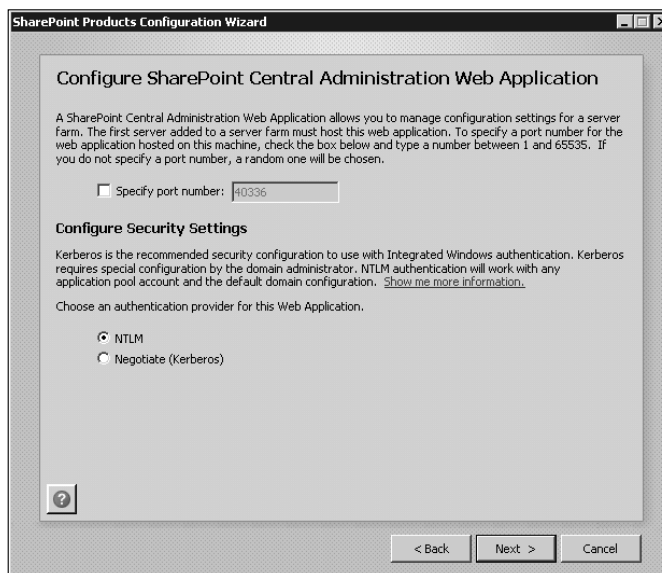 SharePoint Products Configuration Wizard
Configure SharePoint Central Administration Web Application
A SharePoint Central Administration Web Application allows you to manage configuration settings for a server
farm. The first server added to a server farm must host this web application. To specify a port number for the
web application hosted on this machine, check the box below and type a number between 1 and 65535. If
you do not specify a port number, a random one will be chosen.
Specify port number: 40336
Configure Security Settings
Kerberos is the recommended security configuration to use with Integrated Windows authentication. Kerberos
requires special configuration by the domain administrator. NTLM authentication will work with any
application pool account and the default domain configuration. Show me more information.
Choose an authentication provider for this Web Application.
NTLM
Negotiate (Kerberos)
?
< Back Next > Cancel